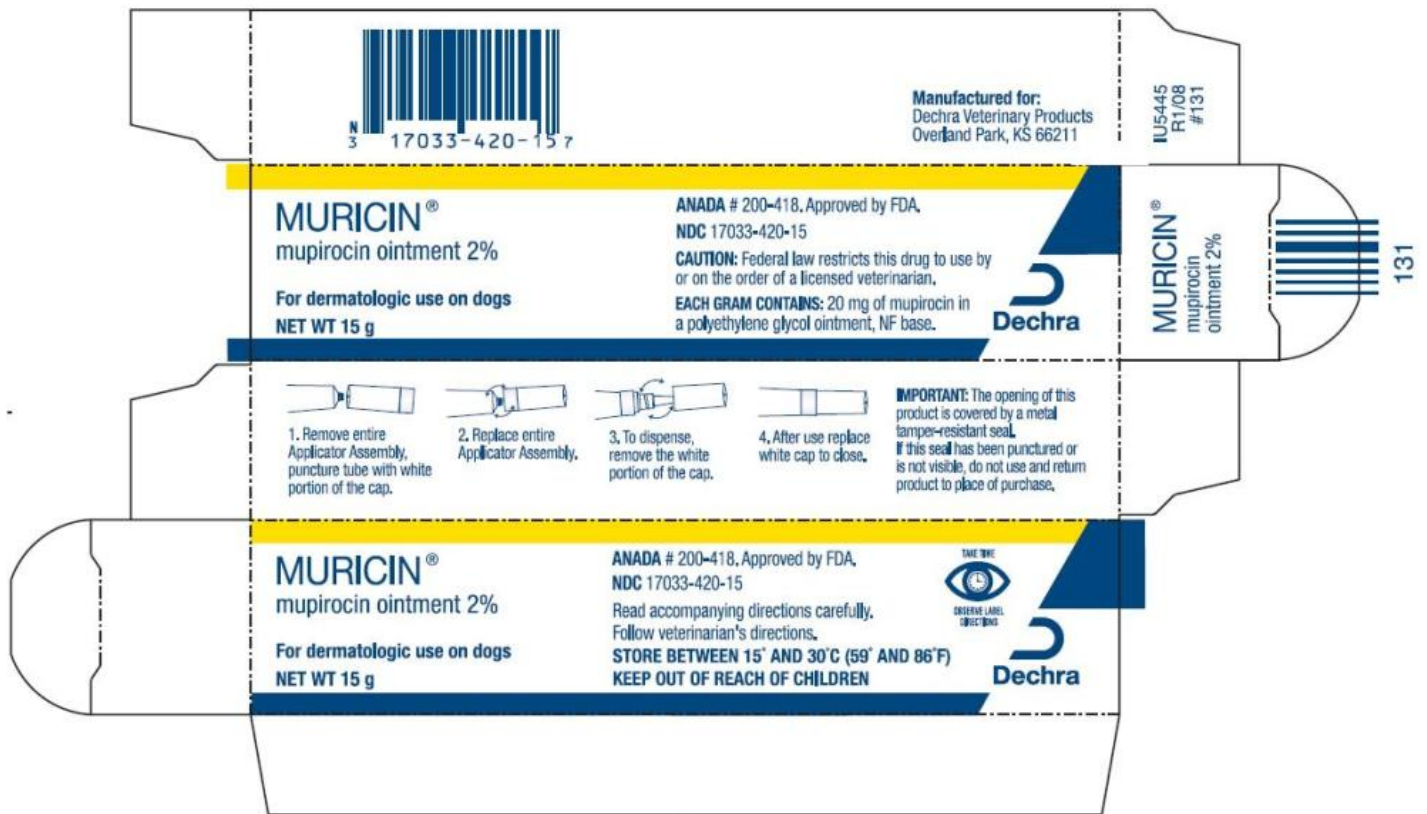 N
3 17033-420-15 7
Manufactured for:
Dechra Veterinary Products
Overland Park, KS 66211
IU5445
R1/08
#131
MURICIN®
mupirocin ointment 2%
For dermatologic use on dogs
NET WT 15 g
ANADA # 200-418. Approved by FDA.
NDC 17033-420-15
CAUTION: Federal law restricts this drug to use by
or on the order of a licensed veterinarian.
EACH GRAM CONTAINS: 20 mg of mupirocin in
a polyethylene glycol ointment, NF base.
Dechra
MURICIN®
mupirocin
ointment 2%
131
1. Remove entire
Applicator Assembly,
puncture tube with white
portion of the cap.
2. Replace entire
Applicator Assembly.
3. To dispense,
remove the white
portion of the cap.
4. After use replace
white cap to close.
IMPORTANT: The opening of this
product is covered by a metal
tamper-resistant seal.
If this seal has been punctured or
is not visible, do not use and return
product to place of purchase.
MURICIN®
mupirocin ointment 2%
For dermatologic use on dogs
NET WT 15 g
ANADA # 200-418. Approved by FDA.
NDC 17033-420-15
Read accompanying directions carefully.
Follow veterinarian's directions.
STORE BETWEEN 15° AND 30°C (59° AND 86°F)
KEEP OUT OF REACH OF CHILDREN
TAKE TIME
OBSERVE LABEL
DIRECTIONS
Dechra